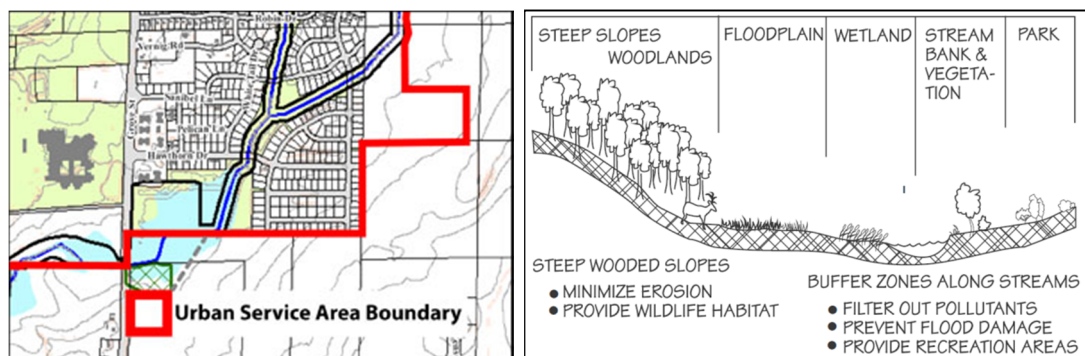 Robin Dr
Vernig Rd
Sanibel Ln
Pelican Ln
Hawthorn Dr
Grove St
Urban Service Area Boundary
STEEP SLOPES
WOODLANDS
FLOODPLAIN
WETLAND
STREAM
BANK &
VEGETA-
TION
PARK
STEEP WOODED SLOPES
● MINIMIZE EROSION
● PROVIDE WILDLIFE HABITAT
BUFFER ZONES ALONG STREAMS
● FILTER OUT POLLUTANTS
● PREVENT FLOOD DAMAGE
● PROVIDE RECREATION AREAS